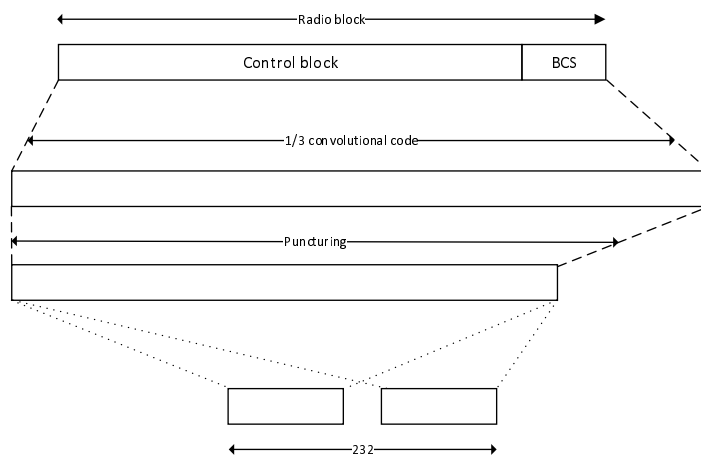 Radio block
Control block
BCS
1/3 convolutional code
Puncturing
232